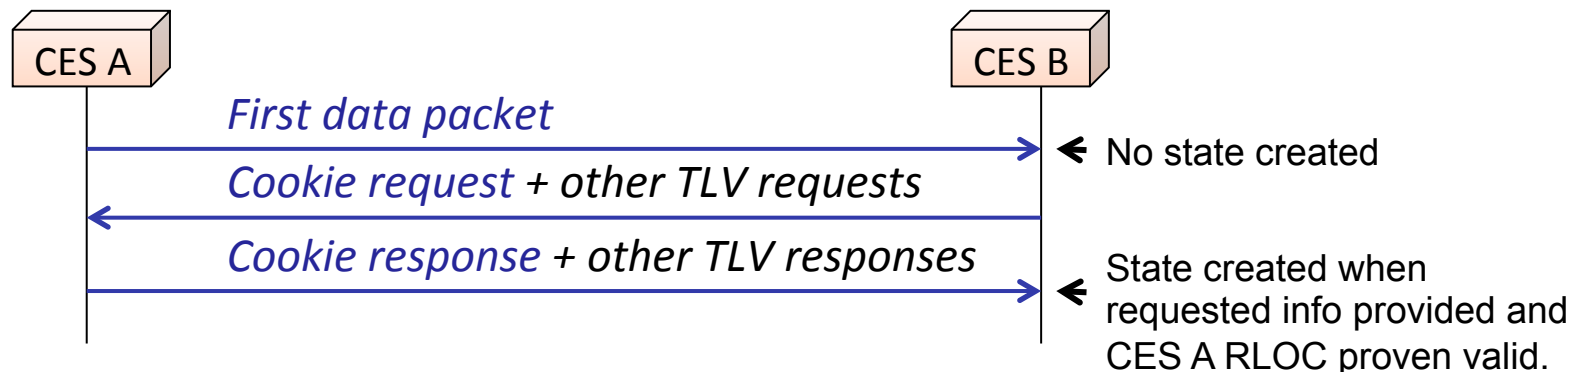 CES A
CES B
First data packet
No state created
Cookie request + other TLV requests
Cookie response + other TLV responses
State created when
requested info provided and
CES A RLOC proven valid.